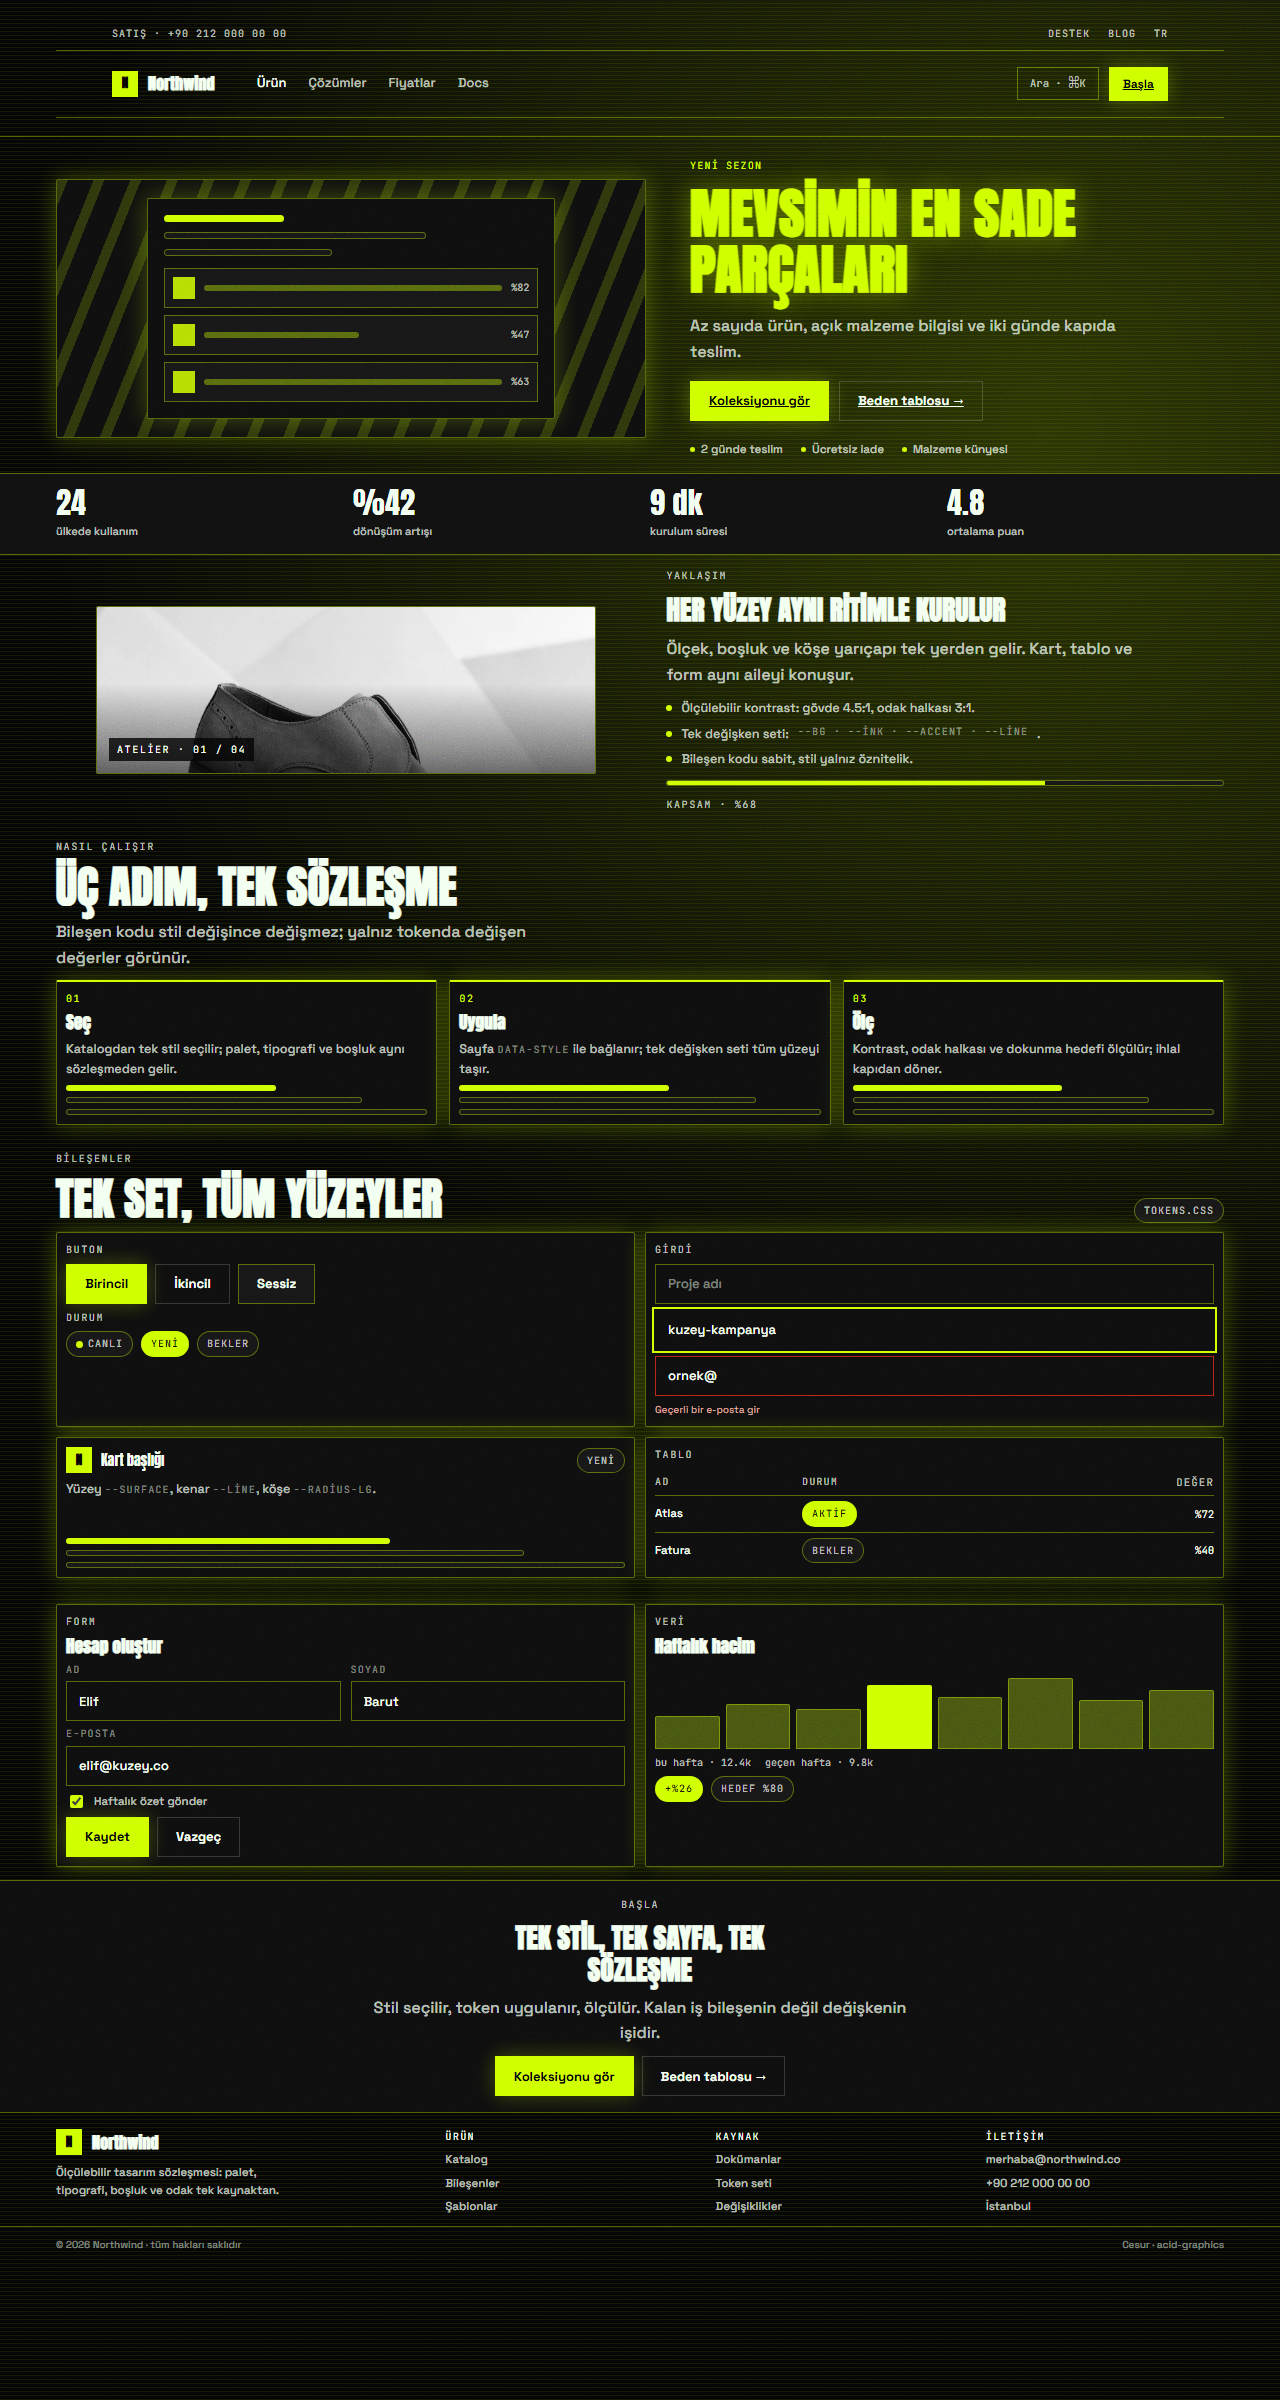 SATIŞ · +90 212 000 00 00
DESTEK BLOG TR
Northwind Ürün Çözümler Fiyatlar Docs Ara · ⌘K Başla
YENİ SEZON
MEVSİMİN EN SADE
PARÇALARI
%82
%47
%63
Az sayıda ürün, açık malzeme bilgisi ve iki günde kapıda
teslim.
Koleksiyonu gör Beden tablosu →
2 günde teslim Ücretsiz iade Malzeme künyesi
24 %42 9 dk 4.8
ülkede kullanım dönüşüm artışı kurulum süresi ortalama puan
ATELİER · 01 / 04
YAKLAŞIM
HER YÜZEY AYNI RİTİMLE KURULUR
Ölçek, boşluk ve köşe yarıçapı tek yerden gelir. Kart, tablo ve
form aynı aileyi konuşur.
Ölçülebilir kontrast: gövde 4.5:1, odak halkası 3:1.
Tek değişken seti: --BG · --İNK · --ACCENT · --LİNE .
Bileşen kodu sabit, stil yalnız öznitelik.
KAPSAM · %68
NASIL ÇALIŞIR
ÜÇ ADIM, TEK SÖZLEŞME
Bileşen kodu stil değişince değişmez; yalnız tokenda değişen
değerler görünür.
01
Seç
Katalogdan tek stil seçilir; palet, tipografi ve boşluk aynı
sözleşmeden gelir.
02
Uygula
Sayfa DATA-STYLE ile bağlanır; tek değişken seti tüm yüzeyi
taşır.
03
Ölç
Kontrast, odak halkası ve dokunma hedefi ölçülür; ihlal
kapıdan döner.
BİLEŞENLER
TEK SET, TÜM YÜZEYLER
TOKENS.CSS
BUTON
Birincil İkincil Sessiz
DURUM
CANLI YENİ BEKLER
GİRDİ
Proje adı
kuzey-kampanya
ornek@
Geçerli bir e-posta gir
Kart başlığı YENİ
Yüzey --SURFACE, kenar --LİNE, köşe --RADİUS-LG.
TABLO
AD DURUM DEĞER
Atlas AKTİF %72
Fatura BEKLER %40
FORM
Hesap oluştur
AD SOYAD
Elif Barut
E-POSTA
elif@kuzey.co
Haftalık özet gönder
Kaydet Vazgeç
VERİ
Haftalık hacim
bu hafta · 12.4k geçen hafta · 9.8k
+%26 HEDEF %80
BAŞLA
TEK STİL, TEK SAYFA, TEK
SÖZLEŞME
Stil seçilir, token uygulanır, ölçülür. Kalan iş bileşenin değil değişkenin
işidir.
Koleksiyonu gör Beden tablosu →
Northwind
Ölçülebilir tasarım sözleşmesi: palet,
tipografi, boşluk ve odak tek kaynaktan.
ÜRÜN
Katalog
Bileşenler
Şablonlar
KAYNAK
Dokümanlar
Token seti
Değişiklikler
İLETİŞİM
merhaba@northwind.co
+90 212 000 00 00
İstanbul
© 2026 Northwind · tüm hakları saklıdır
Cesur · acid-graphics